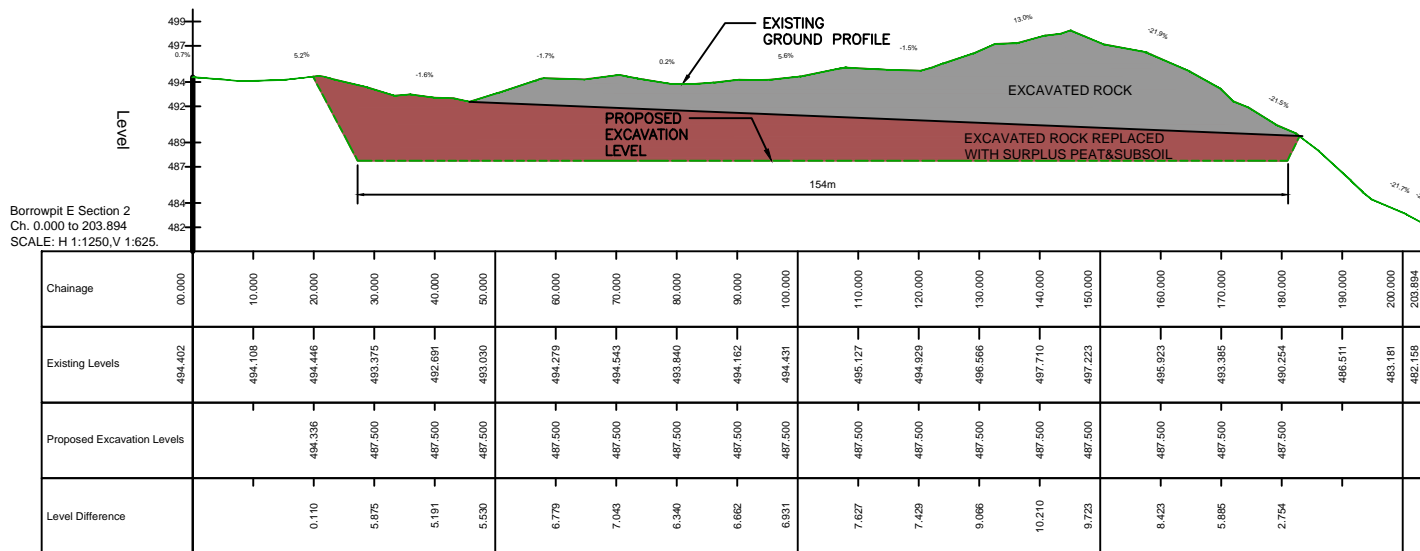 499
497
494
492
489
487
484
482
Level
0.7%
5.2%
-1.6%
-1.7%
0.2%
5.6%
-1.5%
13.0%
-21.9%
-21.5%
-21.7%
EXISTING
GROUND PROFILE
EXCAVATED ROCK
PROPOSED
EXCAVATION
LEVEL
EXCAVATED ROCK REPLACED
WITH SURPLUS PEAT&SUBSOIL
154m
Borrowpit E Section 2
Ch. 0.000 to 203.894
SCALE: H 1:1250,V 1:625.
Chainage 00.000 10.000 20.000 30.000 40.000 50.000 60.000 70.000 80.000 90.000 100.000 110.000 120.000 130.000 140.000 150.000 160.000 170.000 180.000 190.000 200.000 203.894
Existing Levels 494.402 494.108 494.446 493.375 492.691 493.030 494.279 494.543 493.840 494.162 494.431 495.127 494.929 496.566 497.710 497.223 495.923 493.385 490.254 486.511 483.181 482.158
Proposed Excavation Levels 494.336 487.500 487.500 487.500 487.500 487.500 487.500 487.500 487.500 487.500 487.500 487.500 487.500 487.500 487.500 487.500 487.500
Level Difference 0.110 5.875 5.191 5.530 6.779 7.043 6.340 6.662 6.931 7.627 7.429 9.066 10.210 9.723 8.423 5.885 2.754